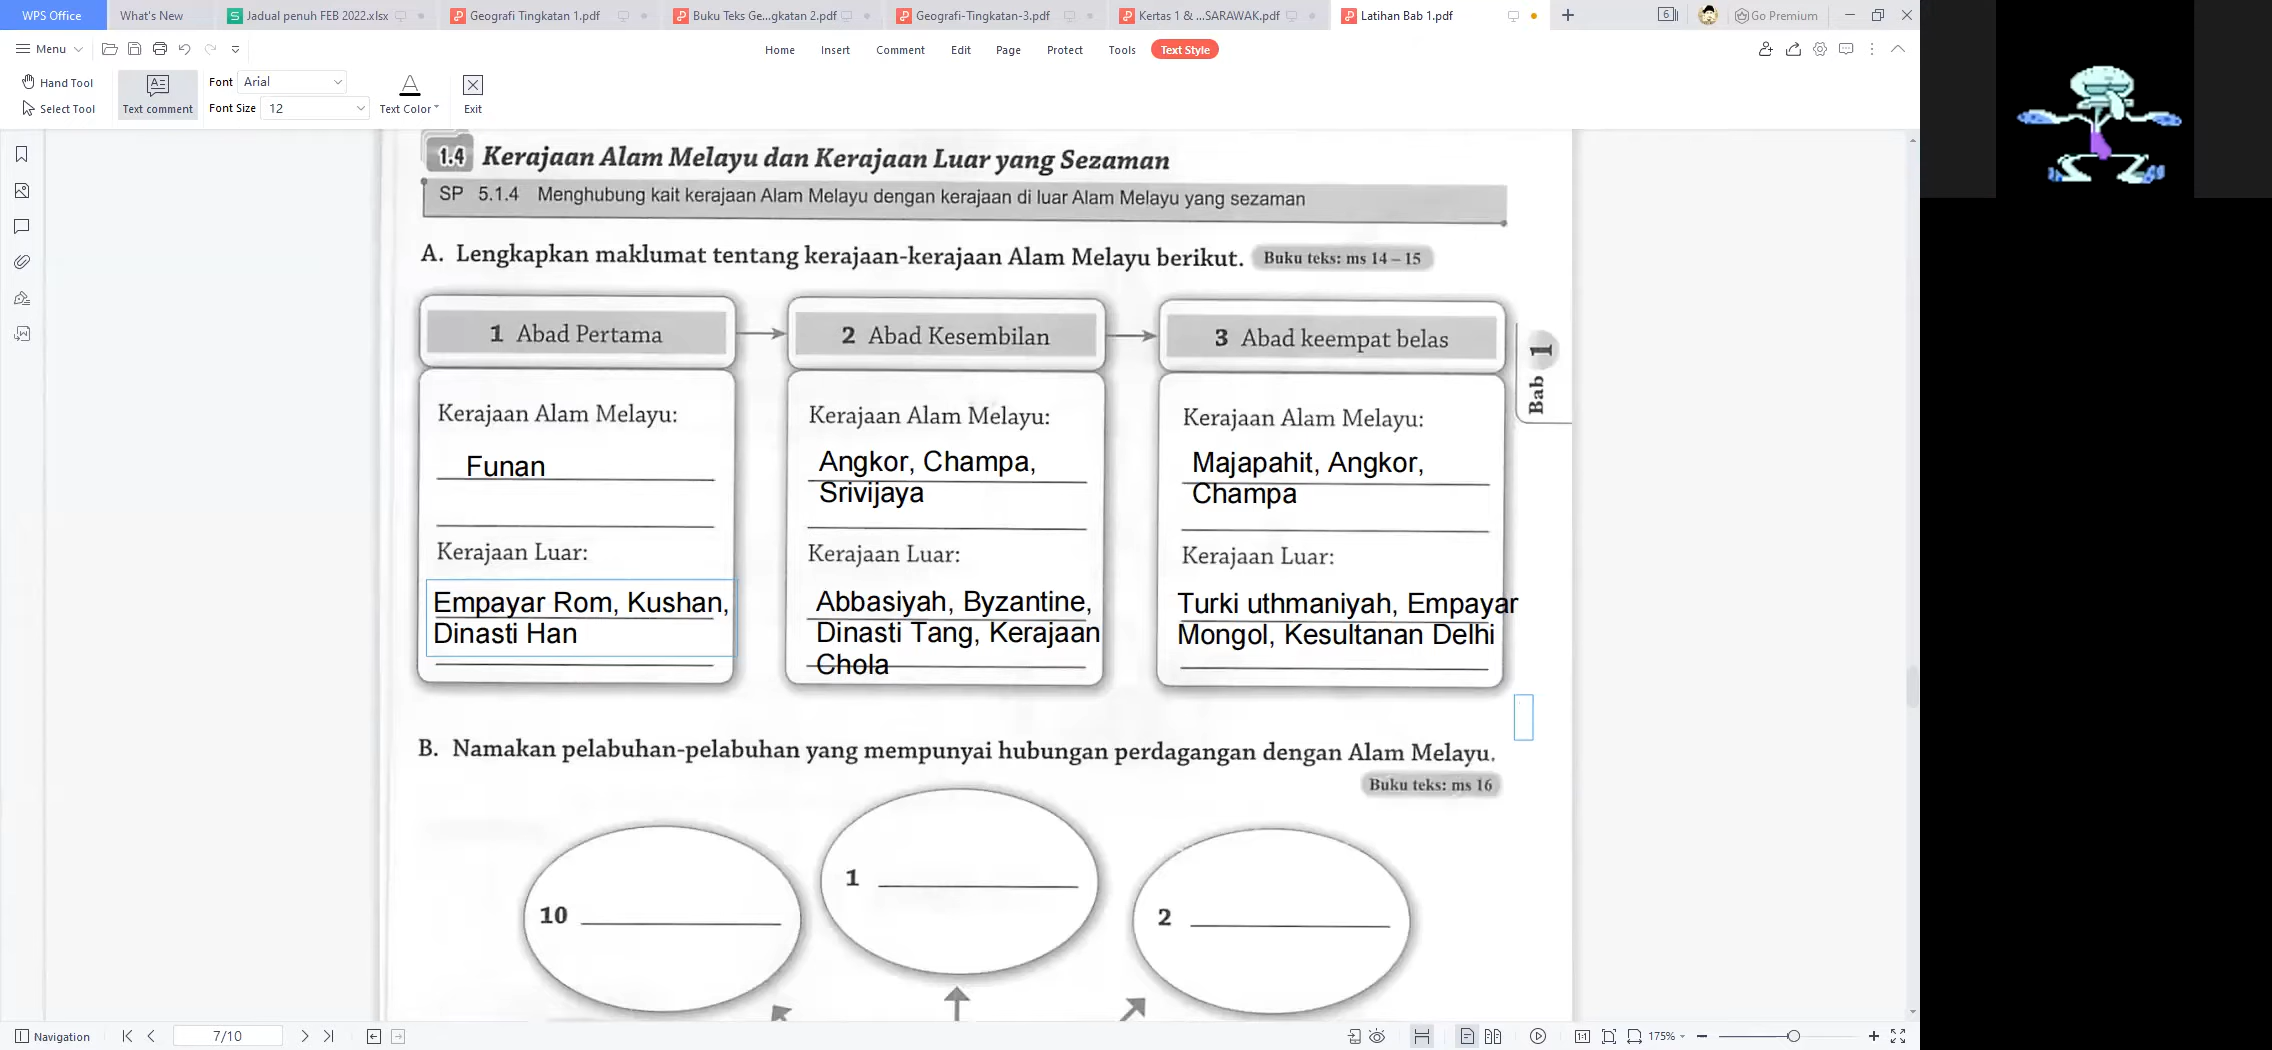 WPS Office What's New Jadual penuh FEB 2022.xlsx Geografi Tingkatan 1.pdf Buku Teks Ge...gkatan 2.pdf Geografi-Tingkatan-3.pdf Kertas 1 & ...SARAWAK.pdf Latihan Bab 1.pdf 6 Go Premium
Menu Home Insert Comment Edit Page Protect Tools Text Style
Hand Tool Font Arial
Select Tool Text comment Font Size 12 Text Color Exit
1.4 Kerajaan Alam Melayu dan Kerajaan Luar yang Sezaman
SP 5.1.4 Menghubung kait kerajaan Alam Melayu dengan kerajaan di luar Alam Melayu yang sezaman
A. Lengkapkan maklumat tentang kerajaan-kerajaan Alam Melayu berikut. Buku teks: ms 14 – 15
1 Abad Pertama
Kerajaan Alam Melayu:
Funan
Kerajaan Luar:
Empayar Rom, Kushan,
Dinasti Han
2 Abad Kesembilan
Kerajaan Alam Melayu:
Angkor, Champa,
Srivijaya
Kerajaan Luar:
Abbasiyah, Byzantine,
Dinasti Tang, Kerajaan
Chola
3 Abad keempat belas
Kerajaan Alam Melayu:
Majapahit, Angkor,
Champa
Kerajaan Luar:
Turki uthmaniyah, Empayar
Mongol, Kesultanan Delhi
Bab 1
B. Namakan pelabuhan-pelabuhan yang mempunyai hubungan perdagangan dengan Alam Melayu.
Buku teks: ms 16
1
10
2
Navigation 7/10 1:1 175%